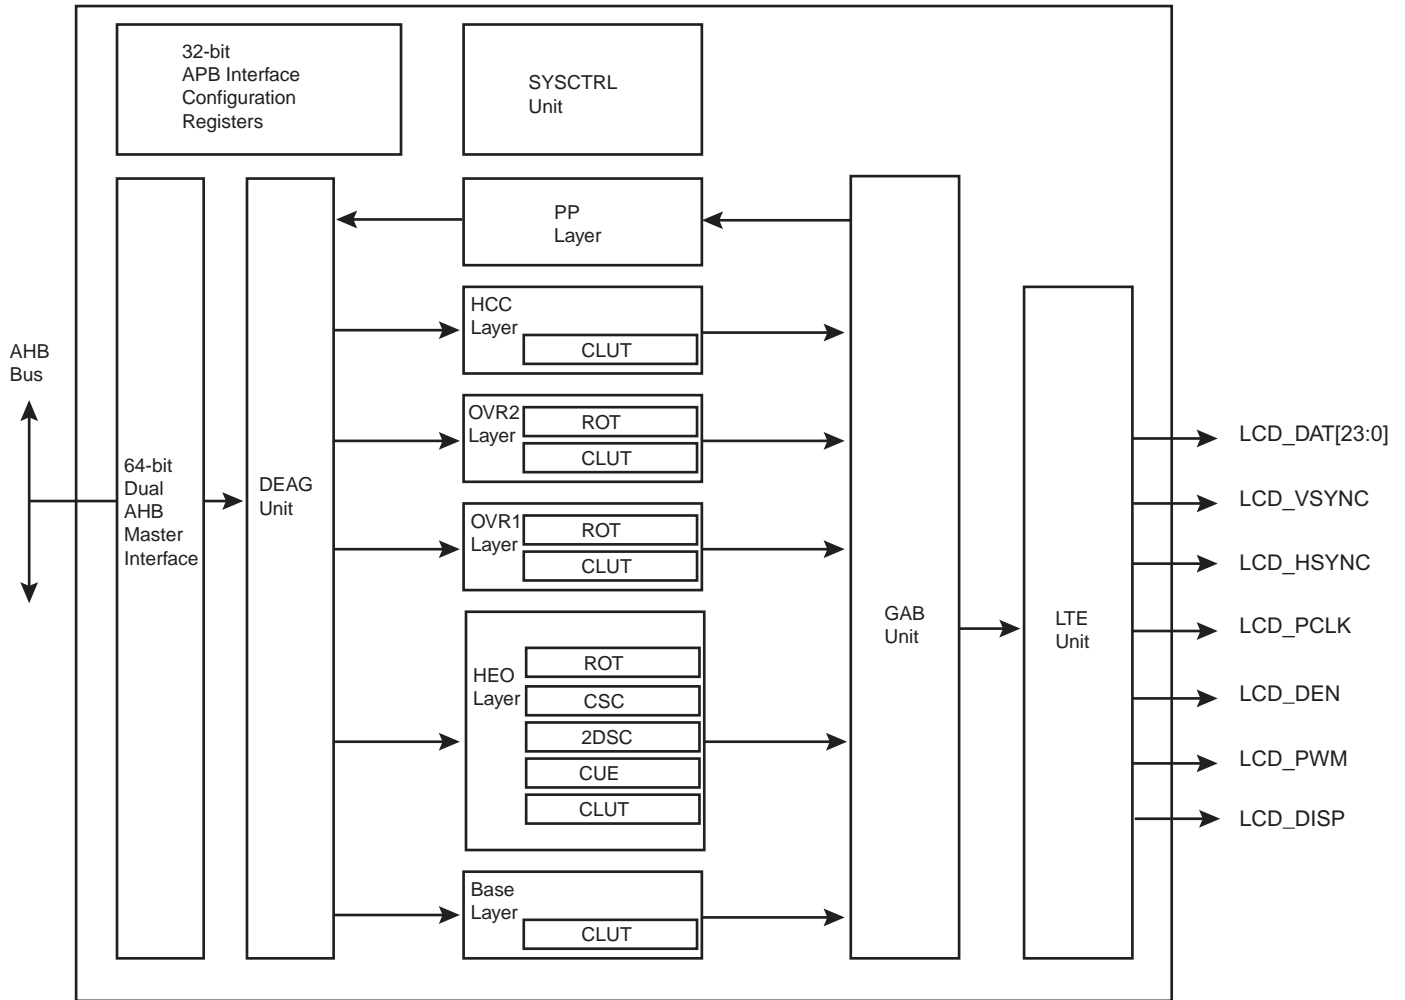 32-bit
APB Interface
Configuration
Registers
SYSCTRL
Unit
PP
Layer
HCC
Layer
CLUT
AHB
Bus
OVR2
Layer
ROT
CLUT
64-bit
Dual
AHB
Master
Interface
DEAG
Unit
OVR1
Layer
ROT
CLUT
HEO
Layer
ROT
CSC
2DSC
CUE
CLUT
Base
Layer
CLUT
GAB
Unit
LTE
Unit
LCD_DAT[23:0]
LCD_VSYNC
LCD_HSYNC
LCD_PCLK
LCD_DEN
LCD_PWM
LCD_DISP